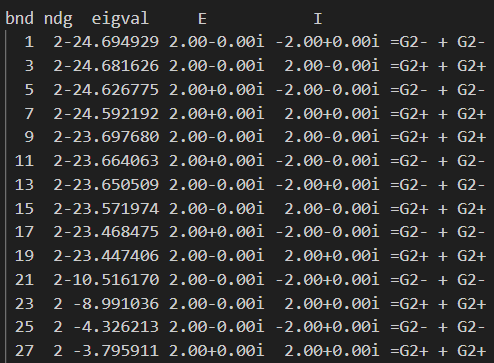 bnd ndg  eigval     E             I
  1   2-24.694929 2.00-0.00i -2.00+0.00i =G2- + G2-
  3   2-24.681626 2.00-0.00i  2.00-0.00i =G2+ + G2+
  5   2-24.626775 2.00+0.00i -2.00-0.00i =G2- + G2-
  7   2-24.592192 2.00+0.00i  2.00+0.00i =G2+ + G2+
  9   2-23.697680 2.00-0.00i  2.00+0.00i =G2+ + G2+
 11   2-23.664063 2.00+0.00i -2.00-0.00i =G2- + G2-
 13   2-23.650509 2.00-0.00i -2.00+0.00i =G2- + G2-
 15   2-23.571974 2.00-0.00i  2.00-0.00i =G2+ + G2+
 17   2-23.468475 2.00+0.00i -2.00-0.00i =G2- + G2-
 19   2-23.447406 2.00-0.00i  2.00+0.00i =G2+ + G2+
 21   2-10.516170 2.00-0.00i -2.00+0.00i =G2- + G2-
 23   2 -8.991036 2.00-0.00i  2.00+0.00i =G2+ + G2+
 25   2 -4.326213 2.00-0.00i -2.00+0.00i =G2- + G2-
 27   2 -3.795911 2.00+0.00i  2.00+0.00i =G2+ + G2+